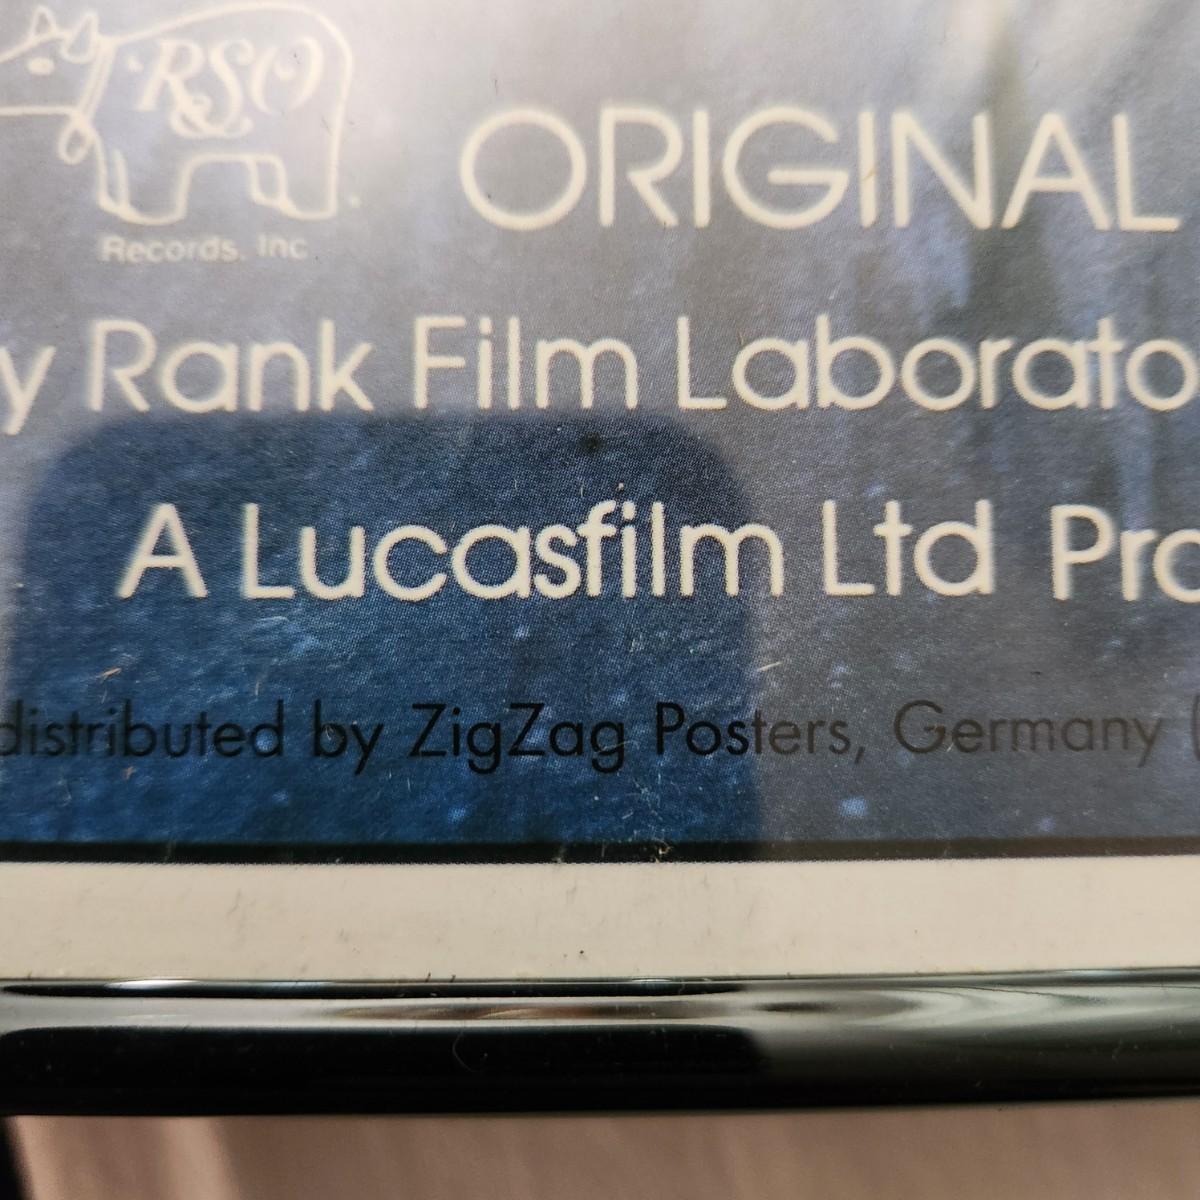 RSO
Records, Inc
ORIGINAL
y Rank Film Laborato
A Lucasfilm Ltd Pro
distributed by ZigZag Posters, Germany (